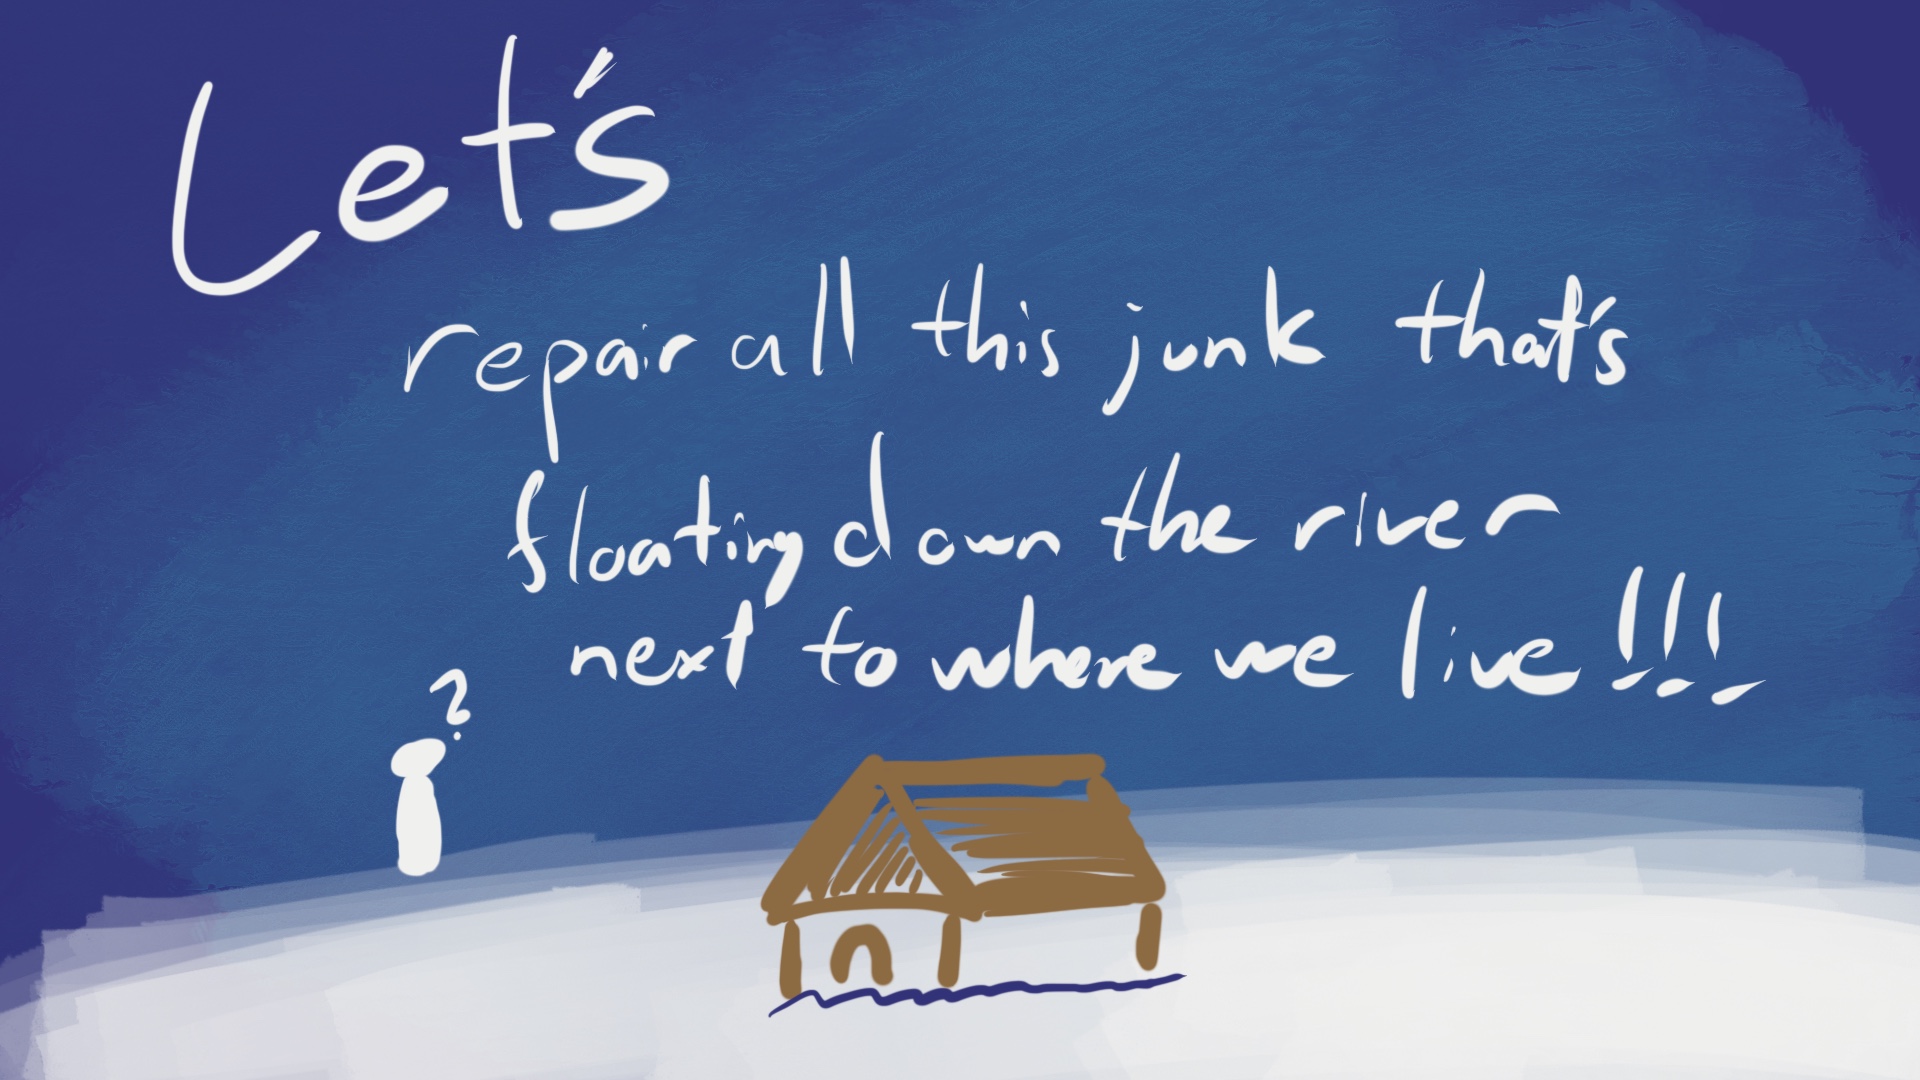 Let's
repair all this junk that's
floating down the river
next to where we live!!!
?